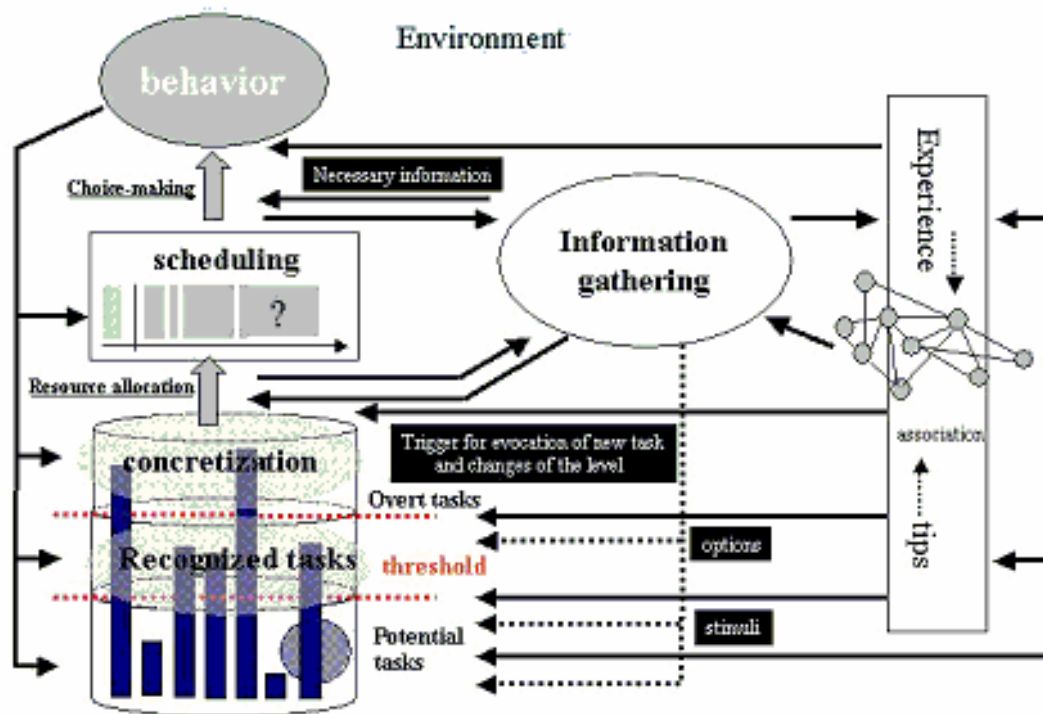 Environment
behavior
Necessary information
Choice-making
Experience
scheduling
?
Information
gathering
Resource allocation
Trigger for evocation of new task
and changes of the level
association
concretization
Overt tasks
Recognized tasks
threshold
options
tips
stimuli
Potential
tasks